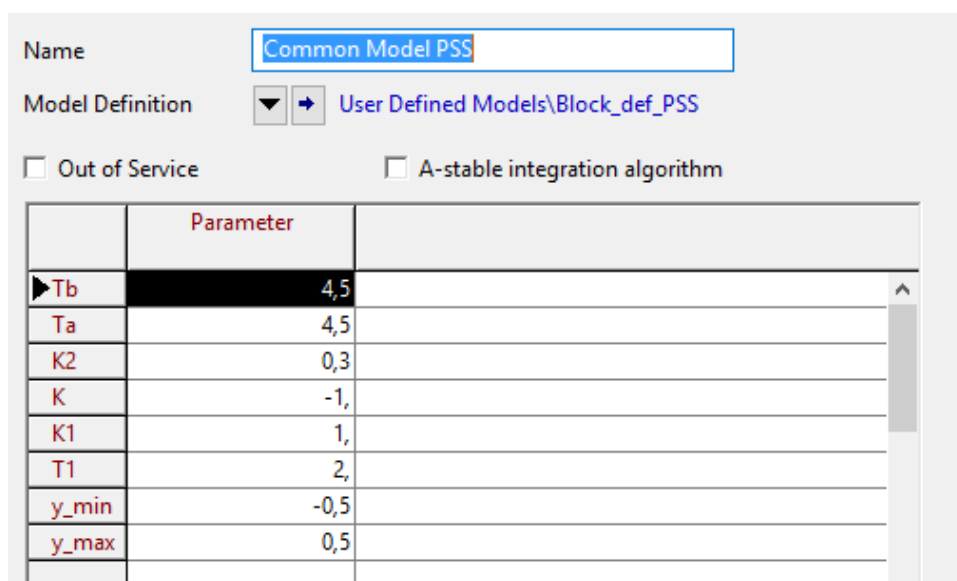 Name Common Model PSS
Model Definition User Defined Models\Block_def_PSS
Out of Service A-stable integration algorithm
Parameter
Tb 4,5
Ta 4,5
K2 0,3
K -1,
K1 1,
T1 2,
y_min -0,5
y_max 0,5